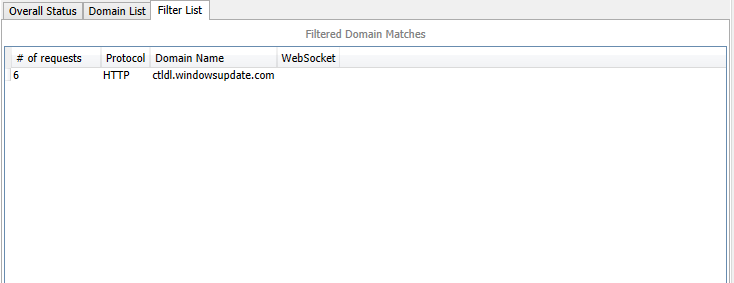 Overall Status Domain List Filter List
Filtered Domain Matches
# of requests Protocol Domain Name WebSocket
6 HTTP ctldl.windowsupdate.com